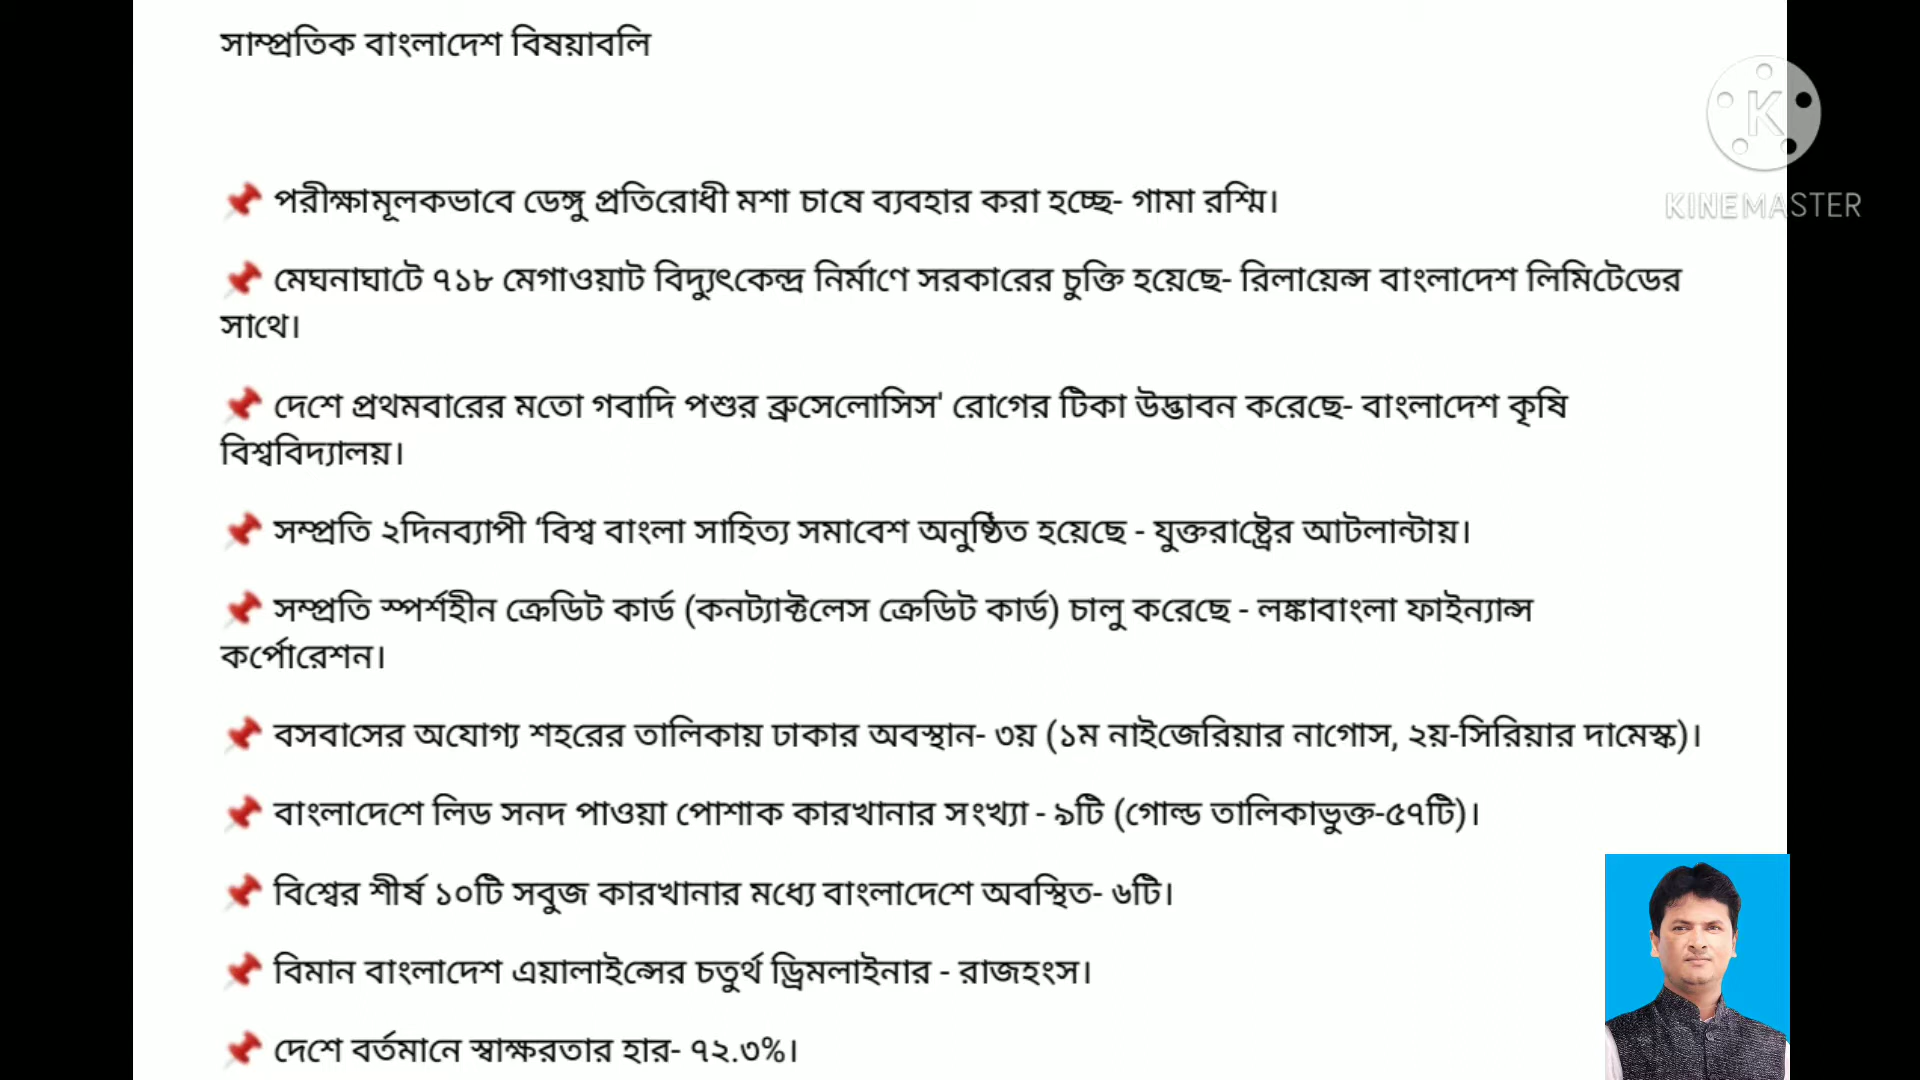 সাম্প্রতিক বাংলাদেশ বিষয়াবলি
KINEMASTER
পরীক্ষামূলকভাবে ডেঙ্গু প্রতিরোধী মশা চাষে ব্যবহার করা হচ্ছে- গামা রশ্মি।
মেঘনাঘাটে ৭১৮ মেগাওয়াট বিদ্যুৎকেন্দ্র নির্মাণে সরকারের চুক্তি হয়েছে- রিলায়েন্স বাংলাদেশ লিমিটেডের
সাথে।
দেশে প্রথমবারের মতো গবাদি পশুর ব্রুসেলোসিস' রোগের টিকা উদ্ভাবন করেছে- বাংলাদেশ কৃষি
বিশ্ববিদ্যালয়।
সম্প্রতি ২দিনব্যাপী ‘বিশ্ব বাংলা সাহিত্য সমাবেশ অনুষ্ঠিত হয়েছে - যুক্তরাষ্ট্রের আটলান্টায়।
সম্প্রতি স্পর্শহীন ক্রেডিট কার্ড (কনট্যাক্টলেস ক্রেডিট কার্ড) চালু করেছে - লঙ্কাবাংলা ফাইন্যান্স
কর্পোরেশন।
বসবাসের অযোগ্য শহরের তালিকায় ঢাকার অবস্থান- ৩য় (১ম নাইজেরিয়ার নাগোস, ২য়-সিরিয়ার দামেস্ক)।
বাংলাদেশে লিড সনদ পাওয়া পোশাক কারখানার সংখ্যা - ৯টি (গোল্ড তালিকাভুক্ত-৫৭টি)।
বিশ্বের শীর্ষ ১০টি সবুজ কারখানার মধ্যে বাংলাদেশে অবস্থিত- ৬টি।
বিমান বাংলাদেশ এয়ালাইন্সের চতুর্থ ড্রিমলাইনার - রাজহংস।
দেশে বর্তমানে স্বাক্ষরতার হার- ৭২.৩%।